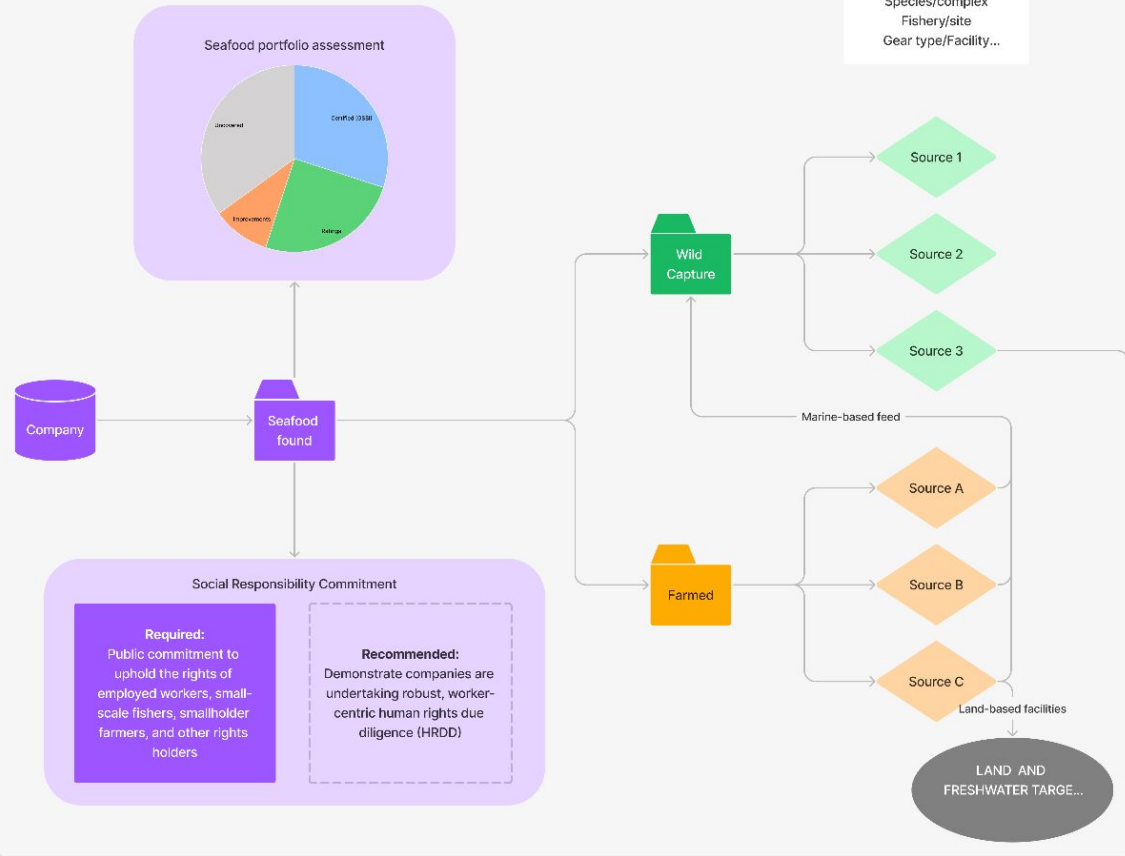 Species/complex
Fishery/site
Gear type/Facility...
Seafood portfolio assessment
Uncovered
Improvements
Ratings
Source 1
Wild
Capture
Source 2
Source 3
Marine-based feed
Company
Seafood
found
Source A
Source B
Farmed
Source C
Land-based facilities
LAND AND
FRESHWATER TARGE...
Social Responsibility Commitment
Required:
Public commitment to
uphold the rights of
employed workers, small-
scale fishers, smallholder
farmers, and other rights
holders
Recommended:
Demonstrate companies are
undertaking robust, worker-
centric human rights due
diligence (HRDD)